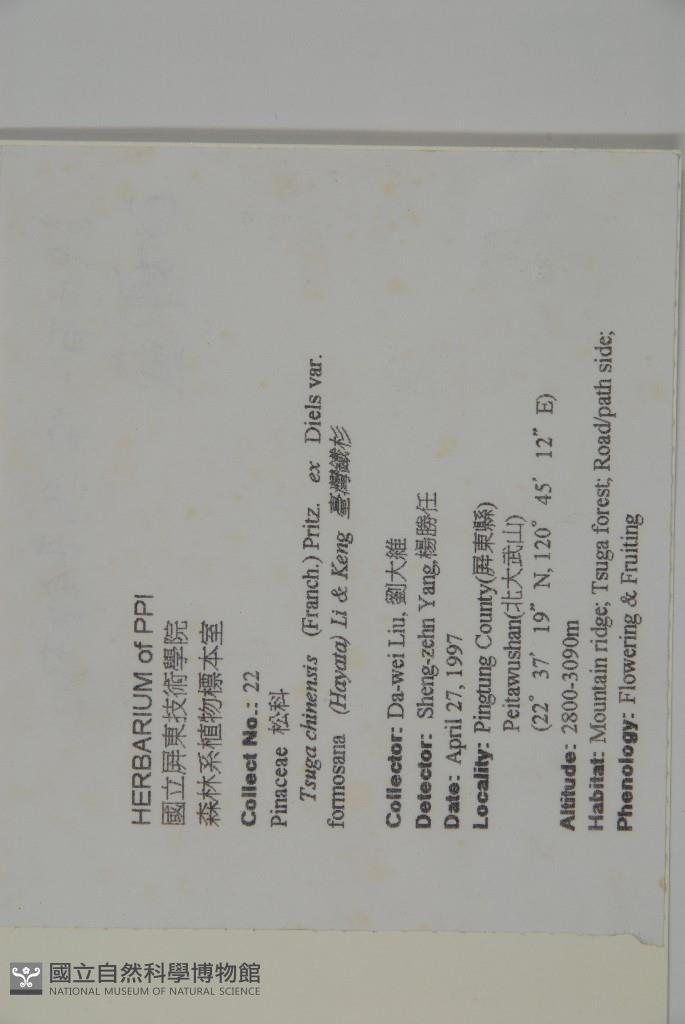 HERBARIUM of PPI
國立屏東技術學院
森林系植物標本室
Collect No.: 22
Pinaceae 松科
Tsuga chinensis (Franch.) Pritz. ex Diels var.
formosana (Hayata) Li & Keng 臺灣鐵杉
Collector: Da-wei Liu, 劉大維
Detector: Sheng-zehn Yang,楊勝任
Date: April 27, 1997
Locality: Pingtung County(屏東縣)
Peitawushan(北大武山)
(22° 37' 19" N, 120° 45' 12" E)
Altitude: 2800-3090m
Habitat: Mountain ridge; Tsuga forest; Road/path side;
Phenology: Flowering & Fruiting
國立自然科學博物館
NATIONAL MUSEUM OF NATURAL SCIENCE